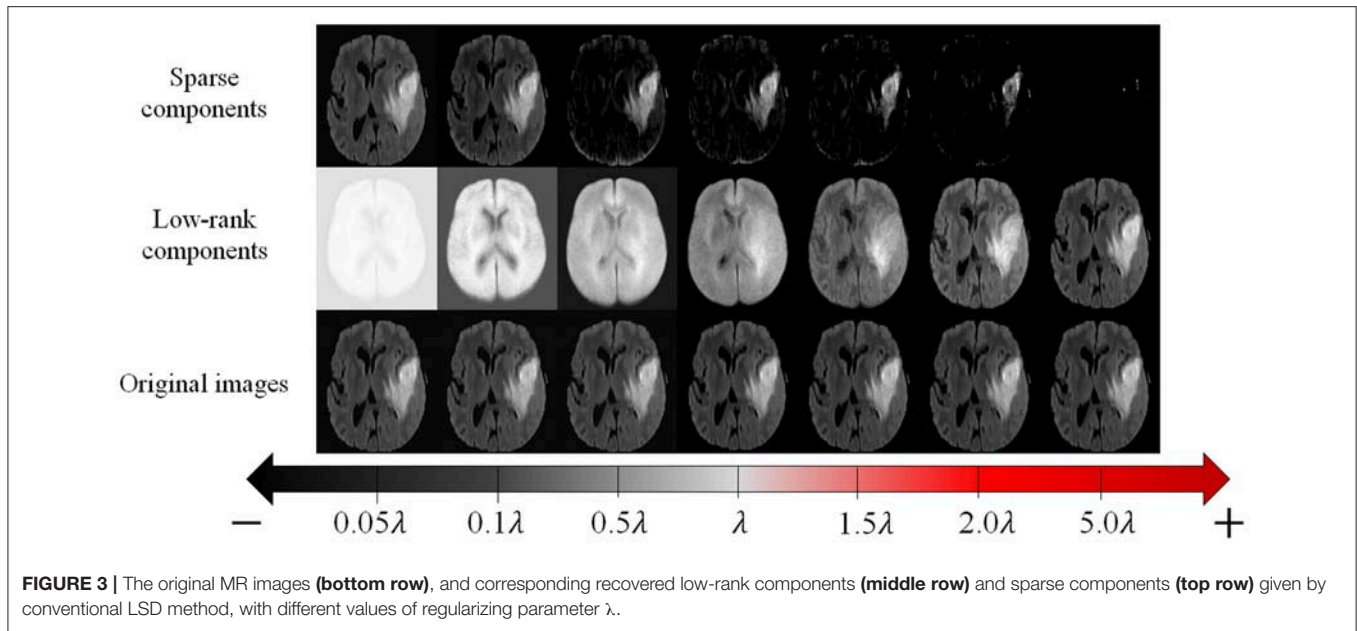 Sparse
components
Low-rank
components
Original images
− 0.05λ 0.1λ 0.5λ λ 1.5λ 2.0λ 5.0λ +
FIGURE 3 | The original MR images (bottom row), and corresponding recovered low-rank components (middle row) and sparse components (top row) given by
conventional LSD method, with different values of regularizing parameter λ.